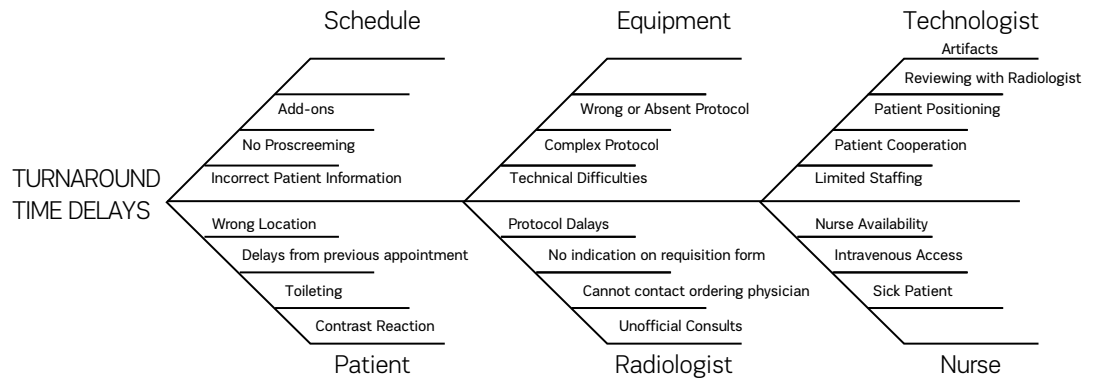 Schedule
Equipment
Technologist
Artifacts
Reviewing with Radiologist
Add-ons
Wrong or Absent Protocol
Patient Positioning
No Proscreeming
Complex Protocol
Patient Cooperation
Incorrect Patient Information
Technical Difficulties
Limited Staffing
TURNAROUND
TIME DELAYS
Wrong Location
Protocol Dalays
Nurse Availability
Delays from previous appointment
No indication on requisition form
Intravenous Access
Toileting
Cannot contact ordering physician
Sick Patient
Contrast Reaction
Unofficial Consults
Patient
Radiologist
Nurse